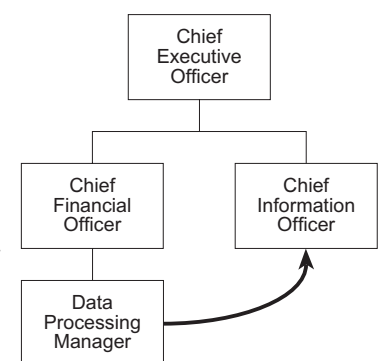 Chief
Executive
Officer
Chief
Financial
Officer
Chief
Information
Officer
Data
Processing
Manager